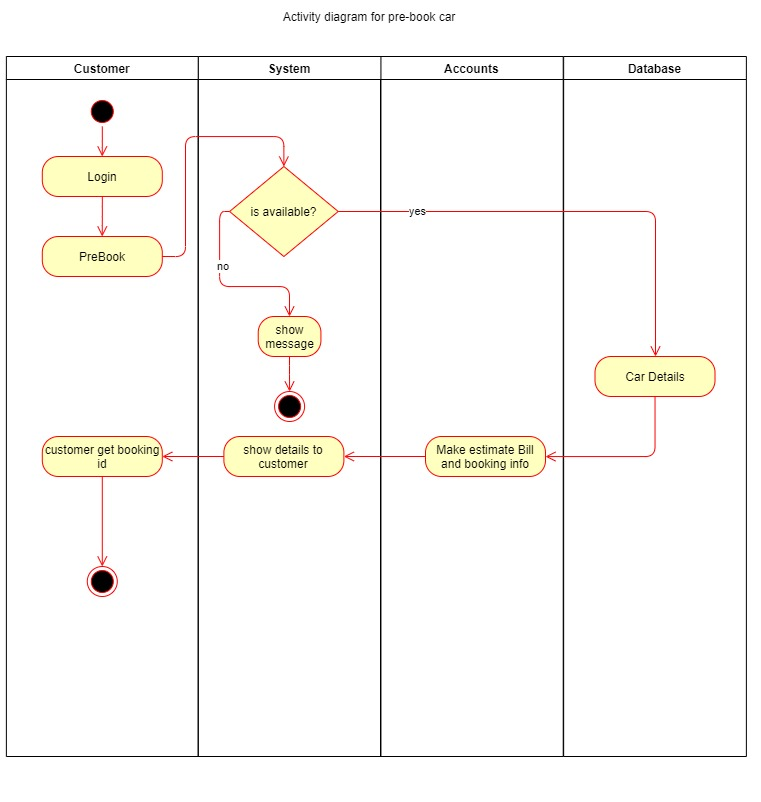 Activity diagram for pre-book car
Customer
System
Accounts
Database
Login
PreBook
is available?
yes
no
show
message
Car Details
customer get booking
id
show details to
customer
Make estimate Bill
and booking info